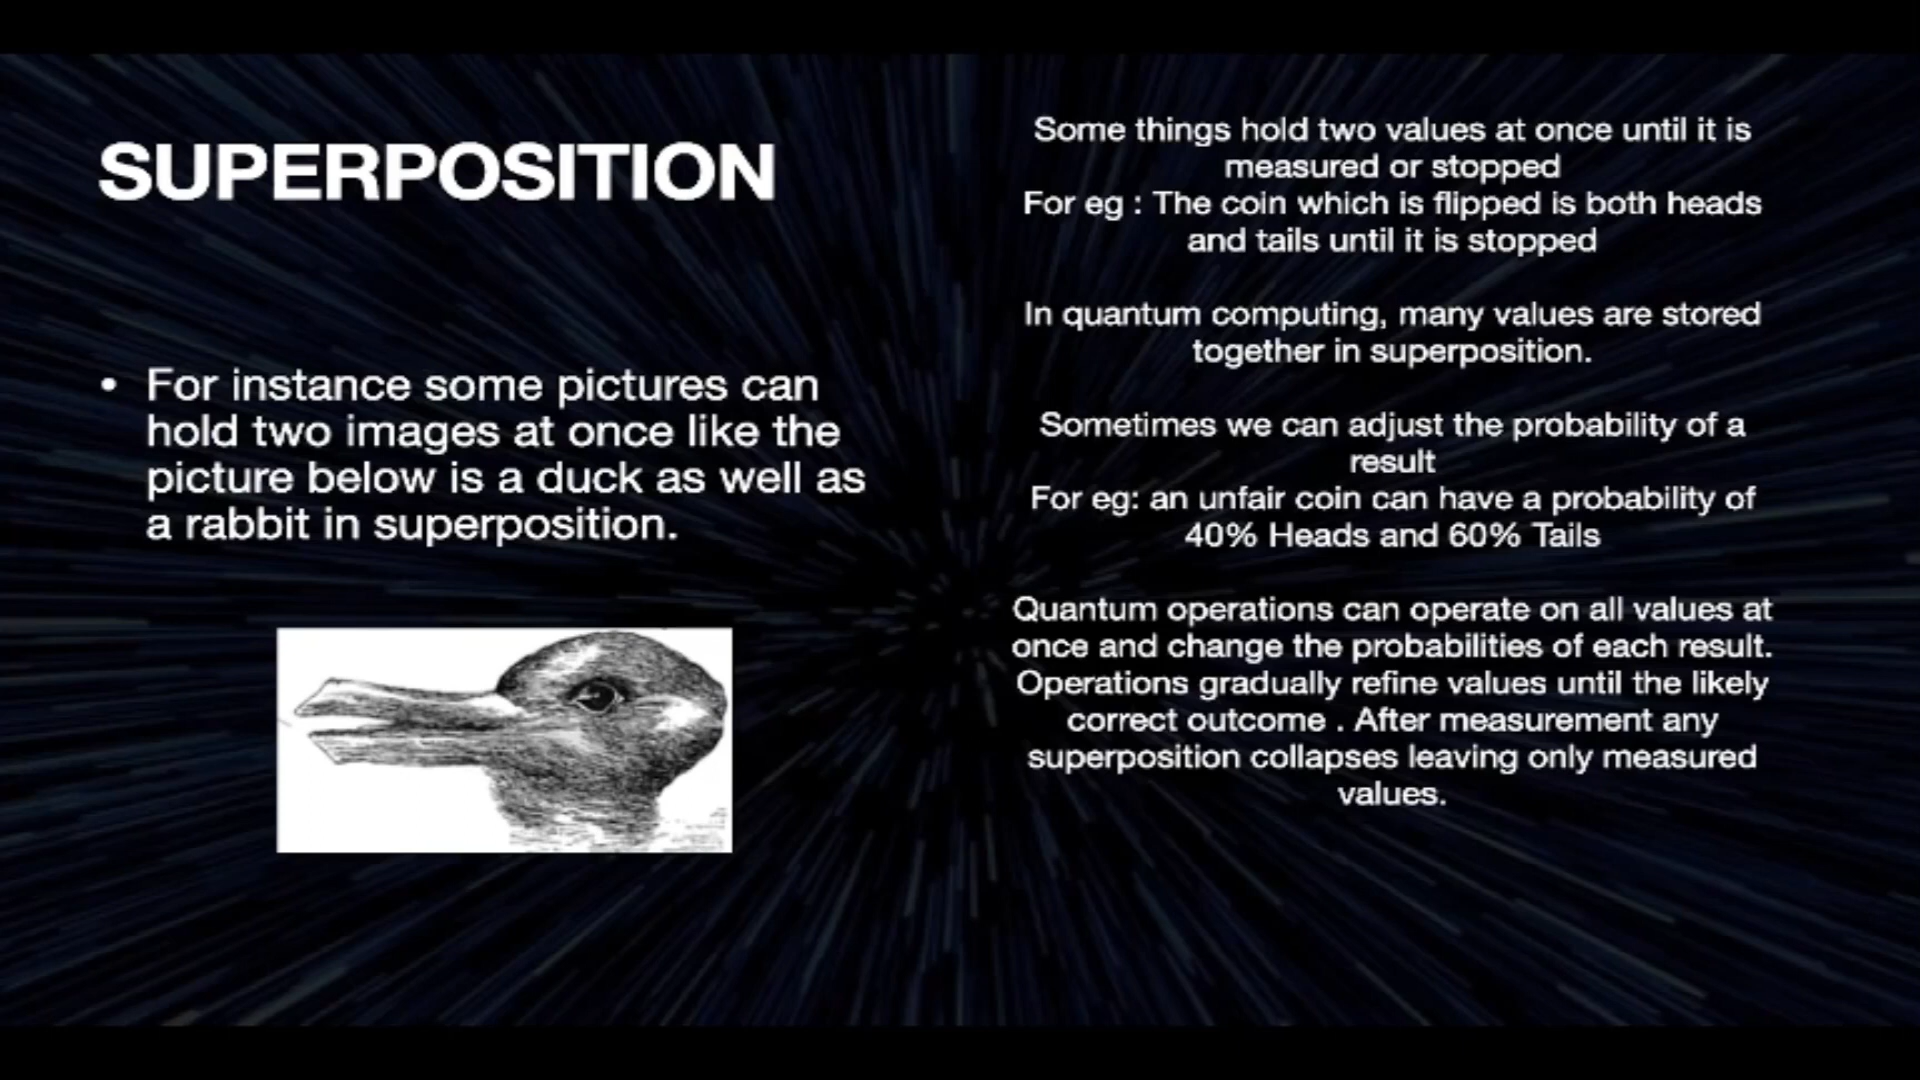 SUPERPOSITION
• For instance some pictures can
hold two images at once like the
picture below is a duck as well as
a rabbit in superposition.
Some things hold two values at once until it is
measured or stopped
For eg : The coin which is flipped is both heads
and tails until it is stopped
In quantum computing, many values are stored
together in superposition.
Sometimes we can adjust the probability of a
result
For eg: an unfair coin can have a probability of
40% Heads and 60% Tails
Quantum operations can operate on all values at
once and change the probabilities of each result.
Operations gradually refine values until the likely
correct outcome . After measurement any
superposition collapses leaving only measured
values.